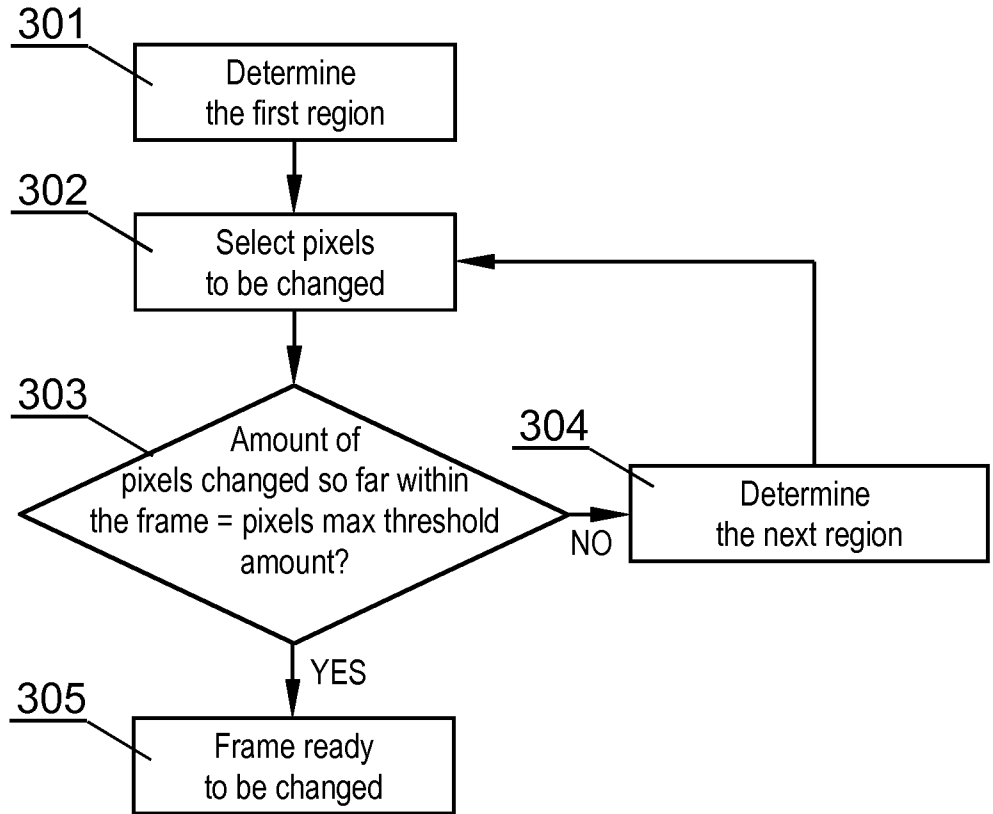 301
Determine
the first region
302
Select pixels
to be changed
303
Amount of
pixels changed so far within
the frame = pixels max threshold
amount?
304
Determine
the next region
NO
YES
305
Frame ready
to be changed